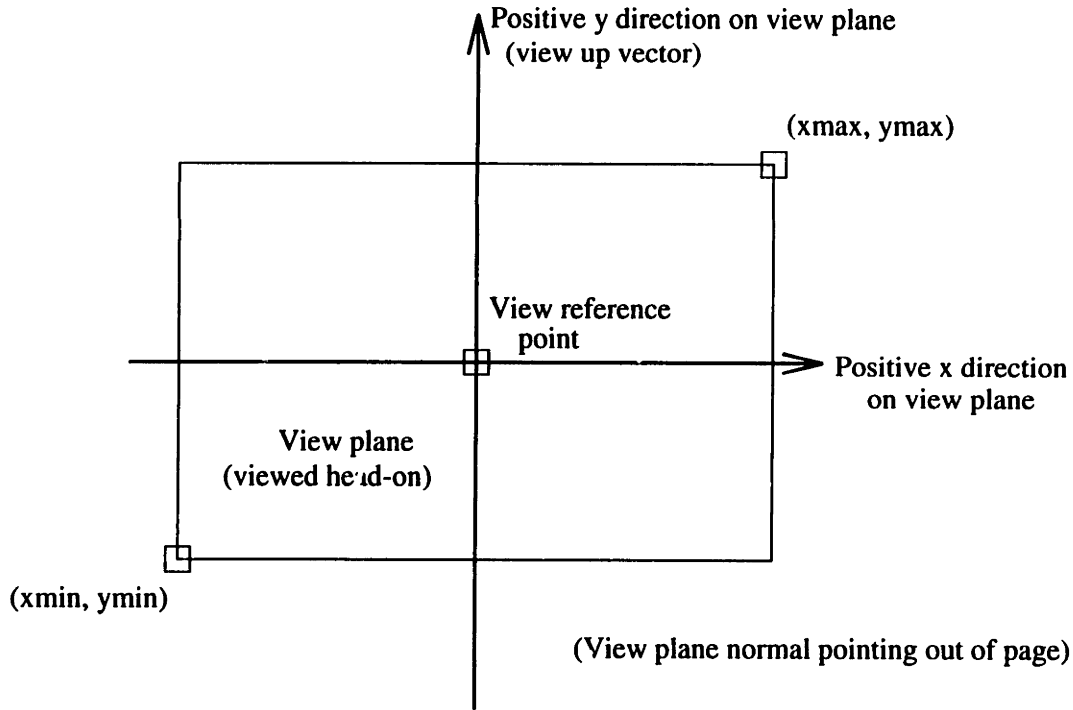 Positive y direction on view plane
(view up vector)
(xmax, ymax)
View reference
point
Positive x direction
on view plane
View plane
(viewed head-on)
(xmin, ymin)
(View plane normal pointing out of page)